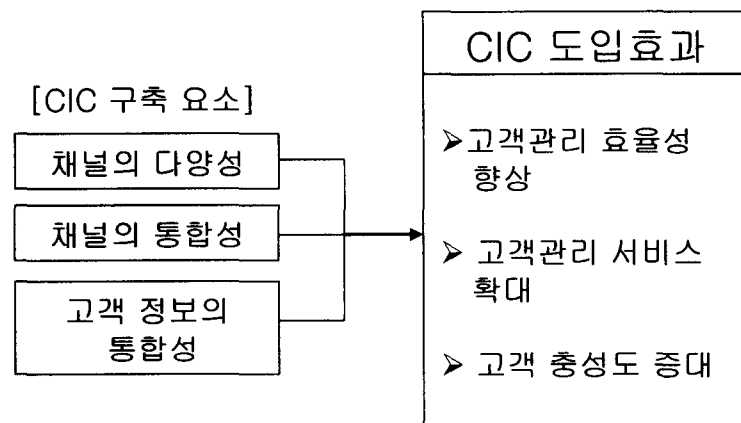 [CIC 구축 요소]
채널의 다양성
채널의 통합성
고객 정보의
통합성
CIC 도입효과
➢고객관리 효율성
향상
➢ 고객관리 서비스
확대
➢ 고객 충성도 증대